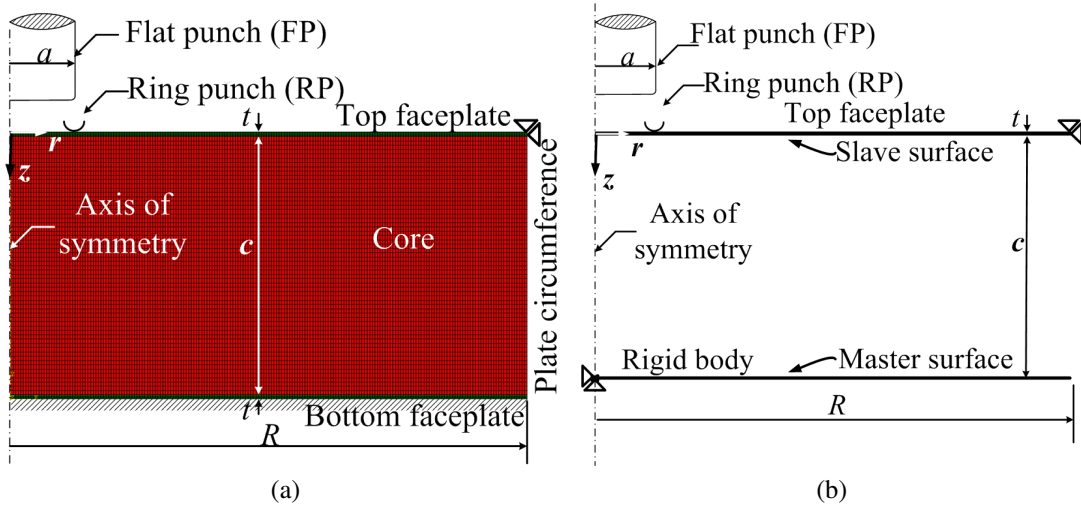 Flat punch (FP)
a
Ring punch (RP)
t
Top faceplate
r
z
Axis of
symmetry
c
Core
Plate circumference
t
Bottom faceplate
R
(a)
Flat punch (FP)
a
Ring punch (RP)
Top faceplate
t
r
Slave surface
z
Axis of
symmetry
c
Rigid body
Master surface
R
(b)